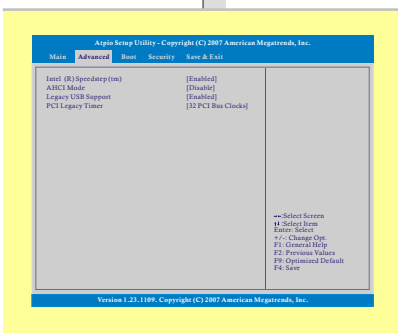 Atpio Setup Utility - Copyright (C) 2007 American Megatrends, Inc.
Main Advanced Boot Security Save & Exit
Intel (R) Speedstep (tm) [Enabled]
AHCI Mode [Disable]
Legacy USB Support [Enabled]
PCI Legacy Timer [32 PCI Bus Clocks]
→←:Select Screen
↑↓ :Select Item
Enter: Select
+/-: Change Opt.
F1: General Help
F2: Previous Values
F9: Optimized Default
F4: Save
Version 1.23.1109. Copyright (C) 2007 American Megatrends, Inc.